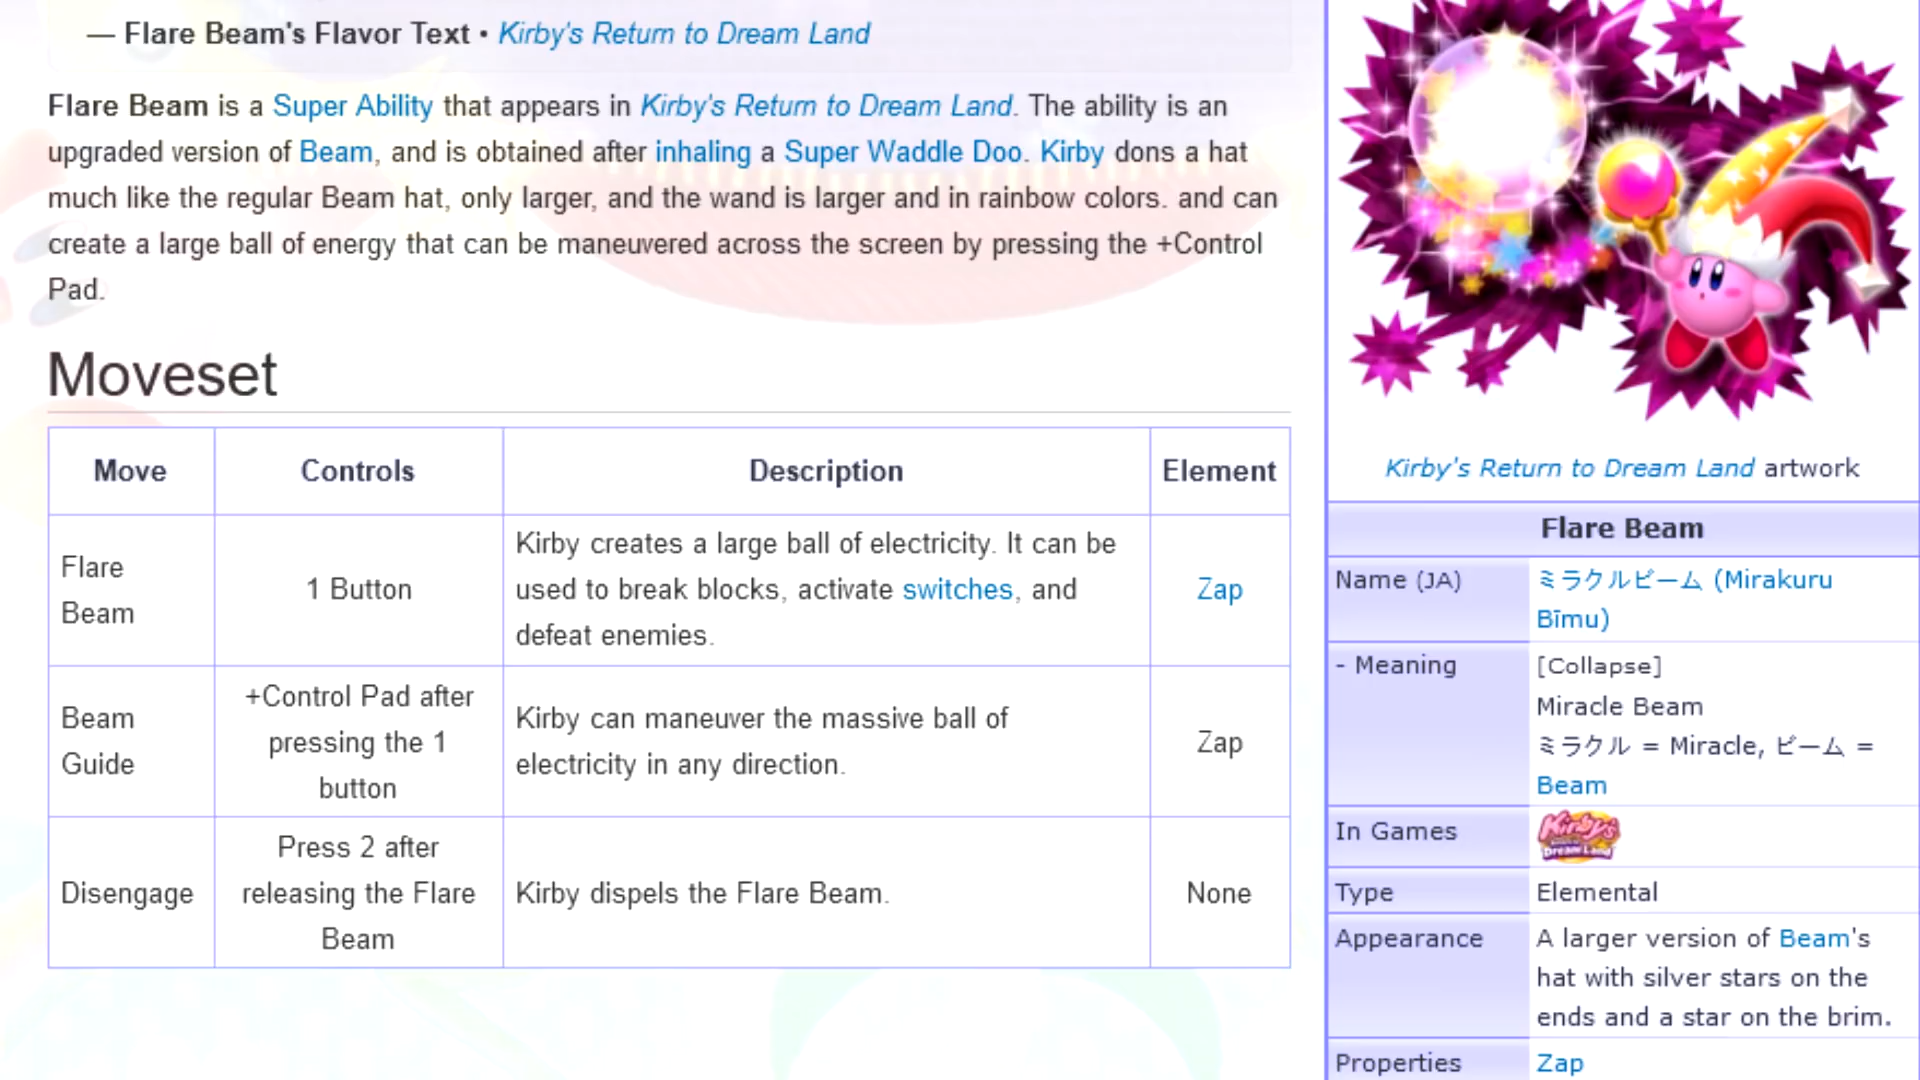 — Flare Beam's Flavor Text • Kirby's Return to Dream Land
Flare Beam is a Super Ability that appears in Kirby's Return to Dream Land. The ability is an
upgraded version of Beam, and is obtained after inhaling a Super Waddle Doo. Kirby dons a hat
much like the regular Beam hat, only larger, and the wand is larger and in rainbow colors. and can
create a large ball of energy that can be maneuvered across the screen by pressing the +Control
Pad.
Moveset
Move Controls Description Element
Flare
Beam
1 Button
Kirby creates a large ball of electricity. It can be
used to break blocks, activate switches, and
defeat enemies.
Zap
Beam
Guide
+Control Pad after
pressing the 1
button
Kirby can maneuver the massive ball of
electricity in any direction.
Zap
Disengage
Press 2 after
releasing the Flare
Beam
Kirby dispels the Flare Beam.
None
Kirby's Return to Dream Land artwork
Flare Beam
Name (JA)
ミラクルビーム (Mirakuru
Bīmu)
- Meaning
[Collapse]
Miracle Beam
ミラクル = Miracle, ビーム =
Beam
In Games
Kirby's
Dream Land
Type
Elemental
Appearance
A larger version of Beam's
hat with silver stars on the
ends and a star on the brim.
Properties
Zap